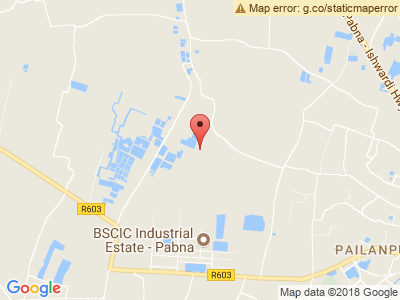 Map error: g.co/staticmaperror
Pabna - Ishwardi Hwy
R603
BSCIC Industrial
Estate - Pabna
R603
PAILANPU
Google
Map data ©2018 Google